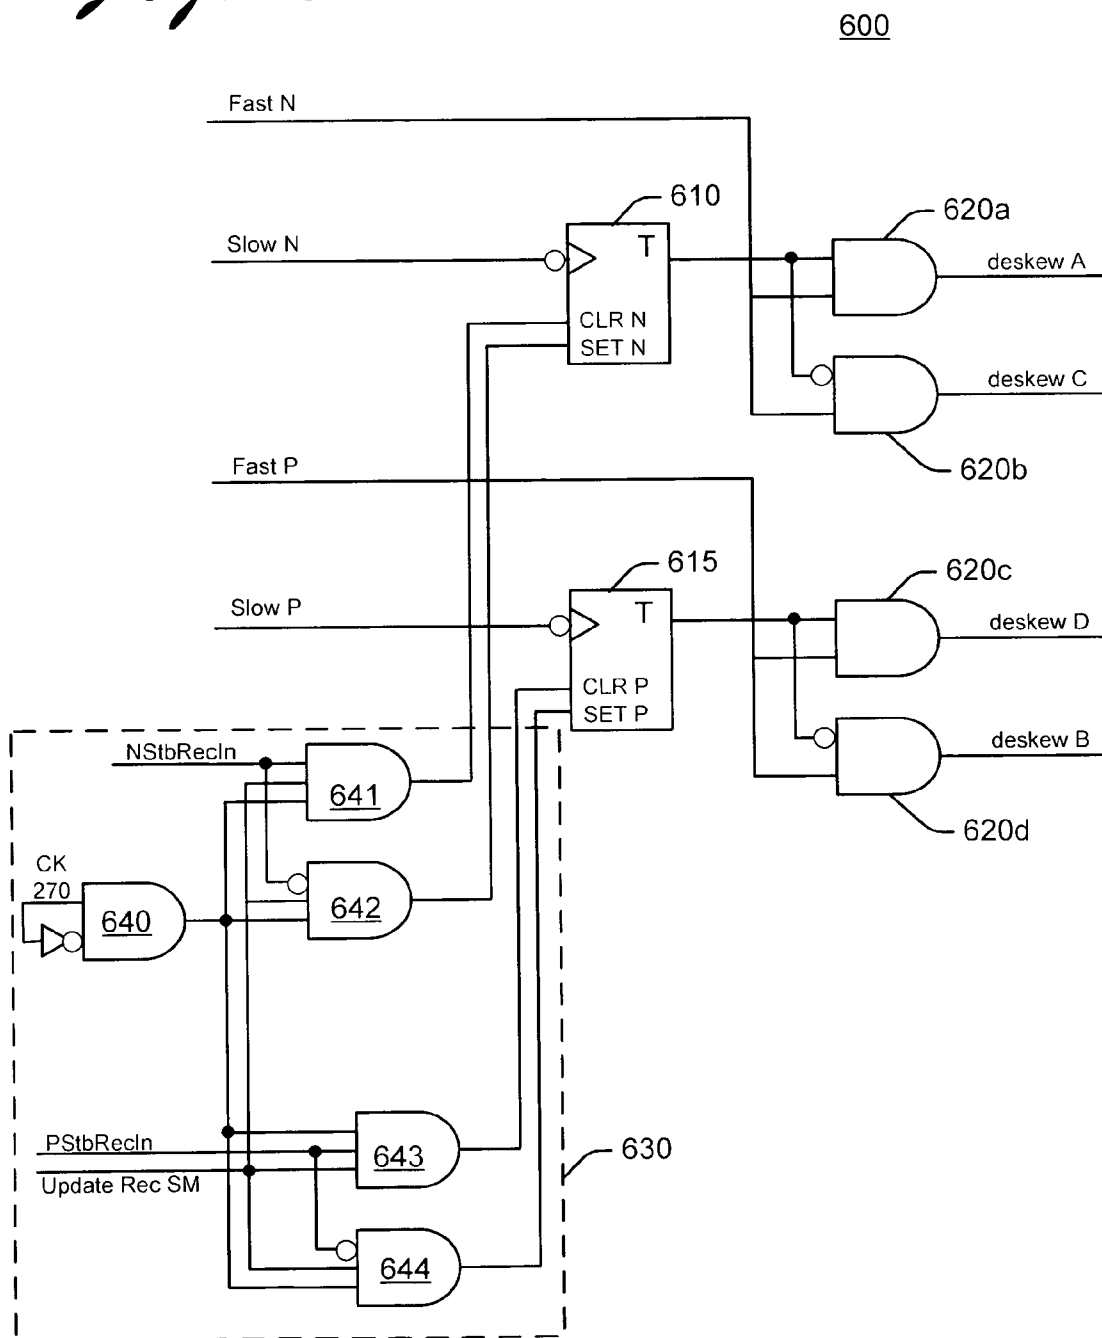 600
Fast N
610
620a
Slow N
T
deskew A
CLR N
SET N
deskew C
Fast P
620b
615
620c
Slow P
T
deskew D
CLR P
SET P
NStbRecIn
deskew B
641
620d
CK
270
640
642
PStbRecIn
643
630
Update Rec SM
644